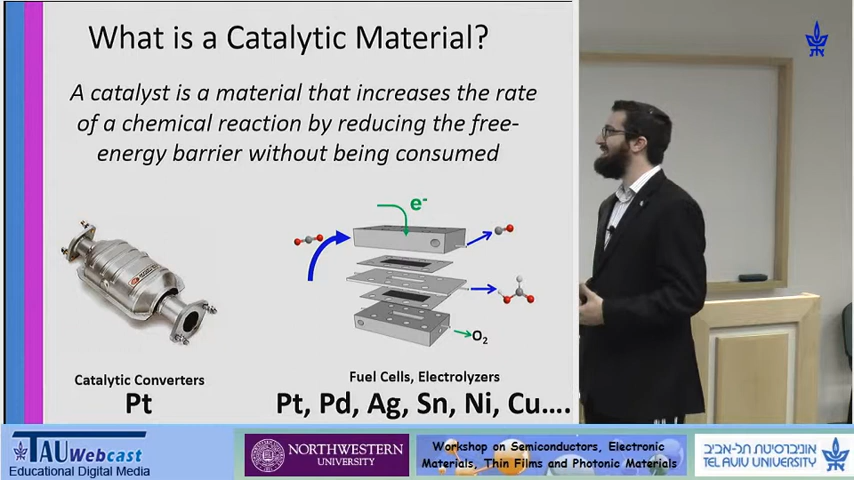 What is a Catalytic Material?
A catalyst is a material that increases the rate
of a chemical reaction by reducing the free-
energy barrier without being consumed
e-
O2
Catalytic Converters
Pt
Fuel Cells, Electrolyzers
Pt, Pd, Ag, Sn, Ni, Cu....
TAU Webcast
Educational Digital Media
NORTHWESTERN
UNIVERSITY
Workshop on Semiconductors, Electronic
Materials, Thin Films and Photonic Materials
אוניברסיטת תל-אביב
TEL AVIV UNIVERSITY